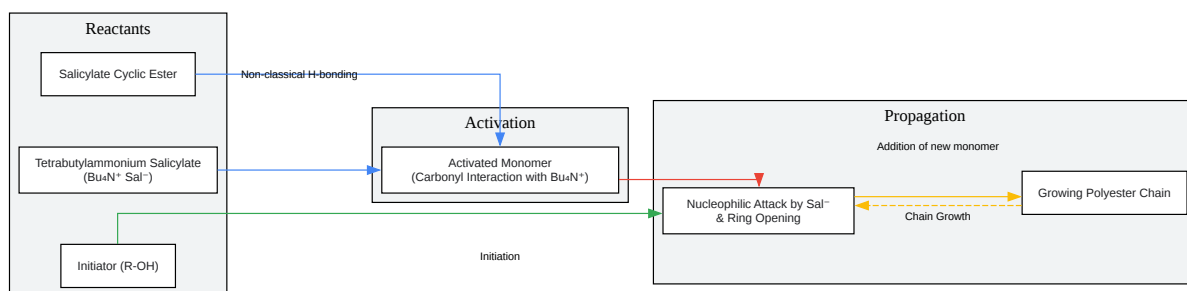 Reactants
Salicylate Cyclic Ester
Non-classical H-bonding
Tetrabutylammonium Salicylate
(Bu₄N⁺ Sal⁻)
Initiator (R-OH)
Activation
Activated Monomer
(Carbonyl Interaction with Bu₄N⁺)
Initiation
Propagation
Addition of new monomer
Nucleophilic Attack by Sal⁻
& Ring Opening
Chain Growth
Growing Polyester Chain